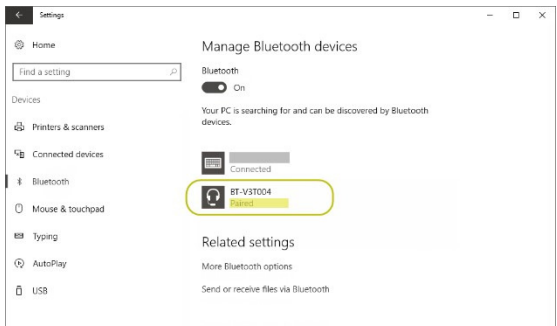 Settings
Home
Find a setting
Devices
Printers & scanners
Connected devices
Bluetooth
Mouse & touchpad
Typing
AutoPlay
USB
Manage Bluetooth devices
Bluetooth
On
Your PC is searching for and can be discovered by Bluetooth
devices.
Connected
BT-V3T004
Paired
Related settings
More Bluetooth options
Send or receive files via Bluetooth